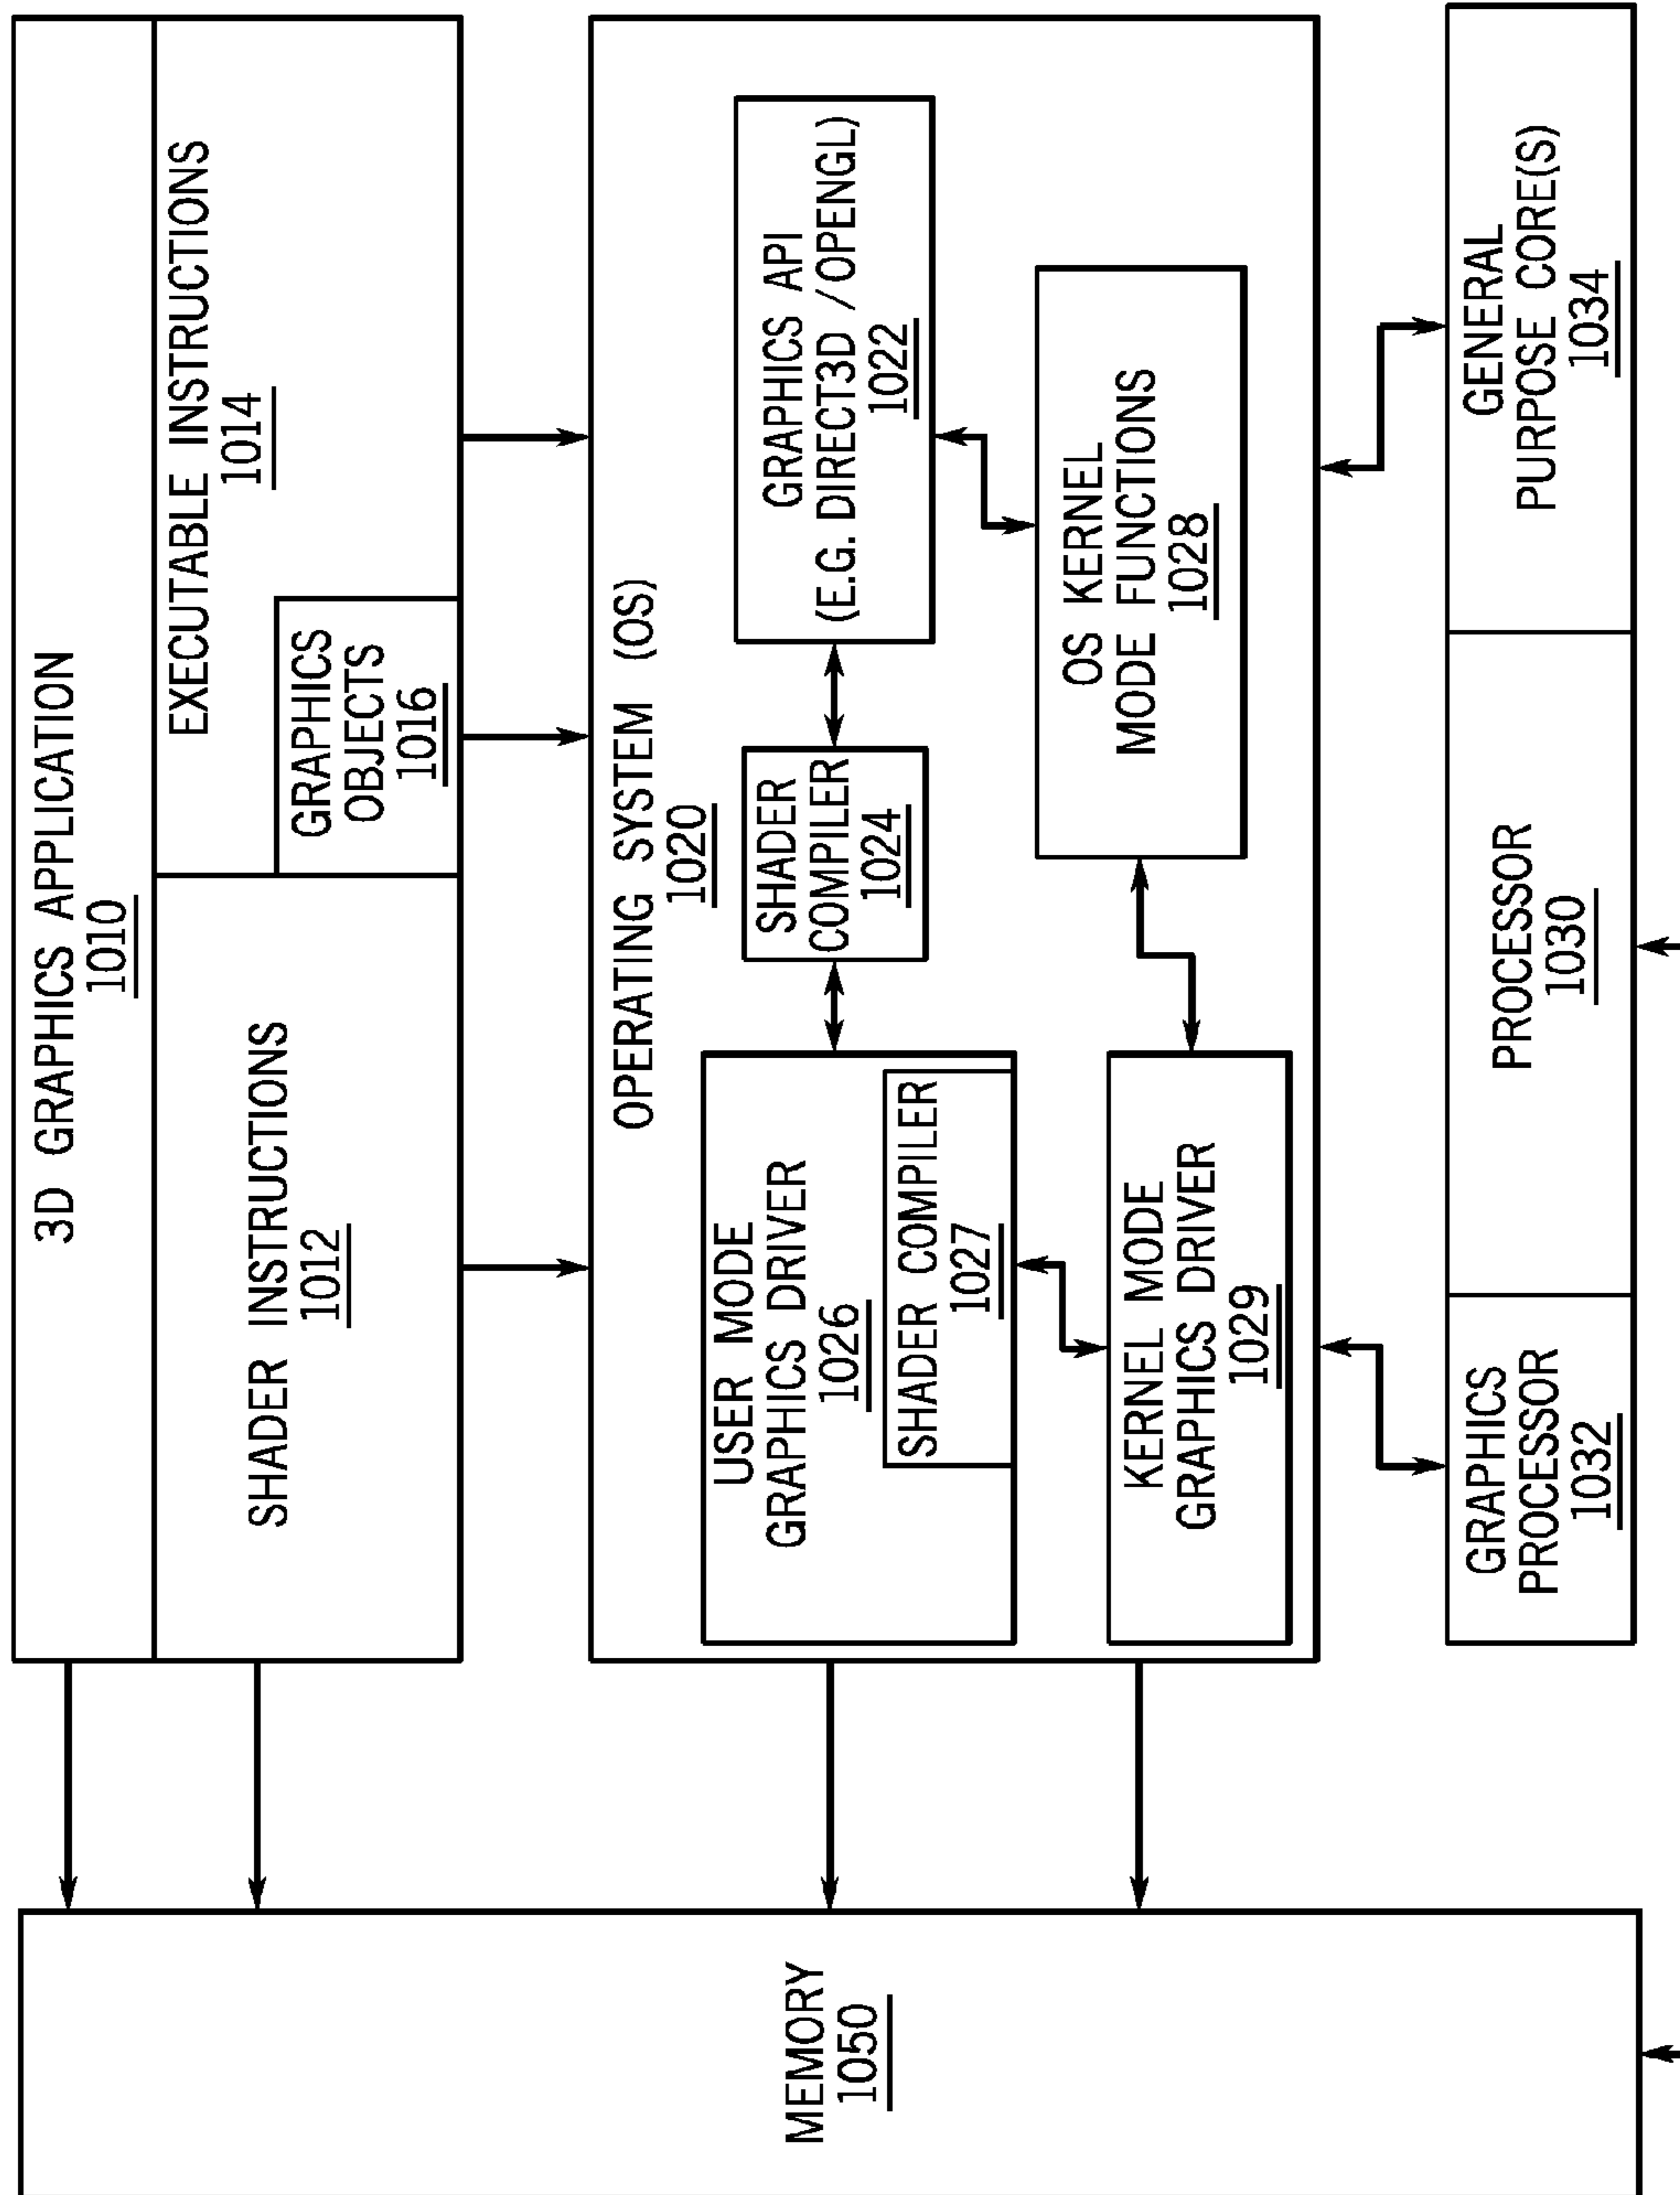 3D GRAPHICS APPLICATION
1010
SHADER INSTRUCTIONS
1012
EXECUTABLE INSTRUCTIONS
1014
GRAPHICS
OBJECTS
1016
OPERATING SYSTEM (OS)
1020
USER MODE
GRAPHICS DRIVER
1026
SHADER COMPILER
1027
SHADER
COMPILER
1024
GRAPHICS API
(E.G. DIRECT3D /OPENGL)
1022
KERNEL MODE
GRAPHICS DRIVER
1029
OS KERNEL
MODE FUNCTIONS
1028
GRAPHICS
PROCESSOR
1032
PROCESSOR
1030
GENERAL
PURPOSE CORE(S)
1034
MEMORY
1050